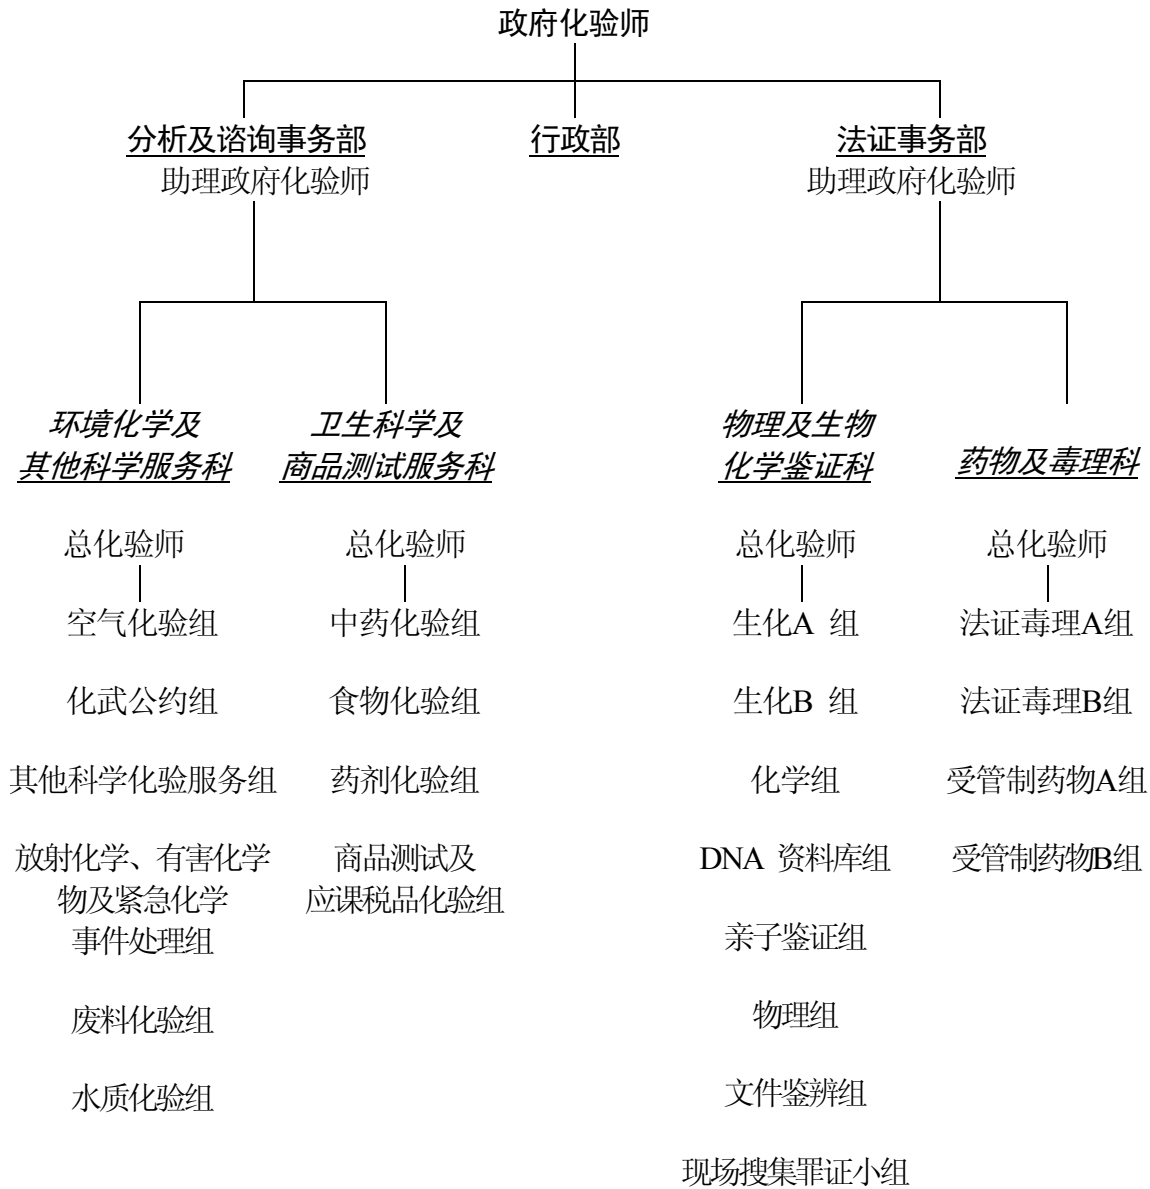 政府化验师
分析及谘询事务部
助理政府化验师
行政部
法证事务部
助理政府化验师
环境化学及
其他科学服务科
总化验师
空气化验组
化武公约组
其他科学化验服务组
放射化学、有害化学
物及紧急化学
事件处理组
废料化验组
水质化验组
卫生科学及
商品测试服务科
总化验师
中药化验组
食物化验组
药剂化验组
商品测试及
应课税品化验组
物理及生物
化学鉴证科
总化验师
生化A 组
生化B 组
化学组
DNA 资料库组
亲子鉴证组
物理组
文件鉴辨组
现场搜集罪证小组
药物及毒理科
总化验师
法证毒理A组
法证毒理B组
受管制药物A组
受管制药物B组